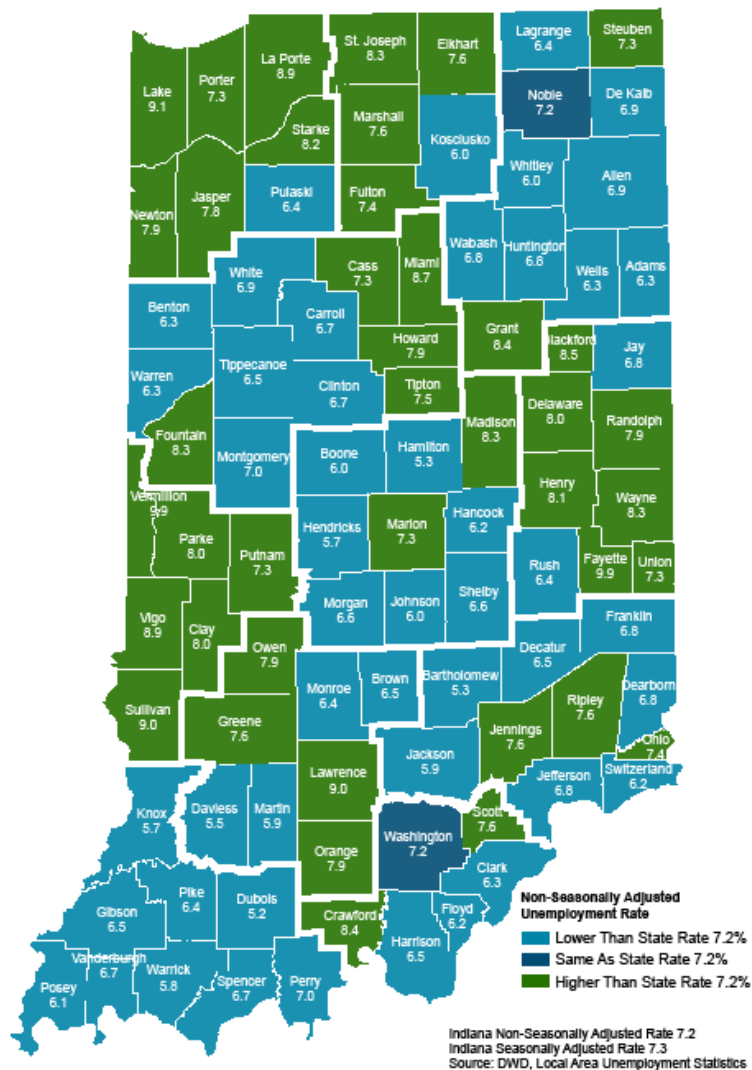 Lagrange
6.4
Steuben
7.3
St. Joseph
8.3
Elkhart
7.6
La Porte
8.9
Porter
7.3
Lake
9.1
Noble
7.2
De Kalb
6.9
Marshall
7.6
Starke
8.2
Kosciusko
6.0
Whitley
6.0
Allen
6.9
Pulaski
6.4
Fulton
7.4
Jasper
7.8
Newton
7.9
Wabash
6.8
Huntington
6.8
Wells
6.3
Adams
6.3
White
6.9
Cass
7.3
Miami
8.7
Benton
6.3
Carroll
6.7
Grant
8.4
Howard
7.9
Blackford
8.5
Jay
6.8
Warren
6.3
Tippecanoe
6.5
Clinton
6.7
Tipton
7.5
Madison
8.3
Delaware
8.0
Randolph
7.9
Fountain
8.3
Montgomery
7.0
Boone
6.0
Hamilton
5.3
Henry
8.1
Wayne
8.3
Vermillion
9.9
Parke
8.0
Putnam
7.3
Hendricks
5.7
Marion
7.3
Hancock
6.2
Rush
6.4
Fayette
9.9
Union
7.3
Vigo
8.9
Clay
8.0
Morgan
6.6
Johnson
6.0
Shelby
6.6
Franklin
6.8
Owen
7.9
Decatur
6.5
Sullivan
9.0
Greene
7.6
Monroe
6.4
Brown
6.5
Bartholomew
5.3
Jennings
7.6
Ripley
7.6
Dearborn
6.8
Ohio
7.4
Jackson
5.9
Lawrence
9.0
Jefferson
6.8
Switzerland
6.2
Knox
5.7
Daviess
5.5
Martin
5.9
Scott
7.6
Washington
7.2
Orange
7.9
Clark
6.3
Pike
6.4
Dubois
5.2
Gibson
6.5
Crawford
8.4
Floyd
6.2
Harrison
6.5
Vanderburgh
6.7
Warrick
5.8
Spencer
6.7
Perry
7.0
Posey
6.1
Non-Seasonally Adjusted
Unemployment Rate
Lower Than State Rate 7.2%
Same As State Rate 7.2%
Higher Than State Rate 7.2%
Indiana Non-Seasonally Adjusted Rate 7.2
Indiana Seasonally Adjusted Rate 7.3
Source: DWD, Local Area Unemployment Statistics